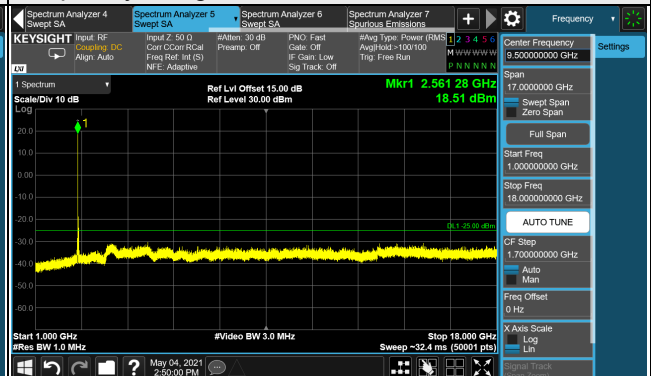 Spectrum Analyzer 4
Swept SA
Spectrum Analyzer 5
Swept SA
Spectrum Analyzer 6
Swept SA
Spectrum Analyzer 7
Spurious Emissions
Frequency
KEYSIGHT
LXI
Input: RF
Coupling: DC
Align: Auto
Input Z: 50 Ω
Corr CCorr RCal
Freq Ref: Int (S)
NFE: Adaptive
#Atten: 30 dB
Preamp: Off
PNO: Fast
Gate: Off
IF Gain: Low
Sig Track: Off
#Avg Type: Power (RMS
Avg|Hold:>100/100
Trig: Free Run
1 2 3 4 5 6
M W W W W W
P N N N N N
1 Spectrum
Scale/Div 10 dB
Log
Ref Lvl Offset 15.00 dB
Ref Level 30.00 dBm
Mkr1 2.561 28 GHz
18.51 dBm
1
20.0
10.0
0.00
-10.0
-20.0
-30.0
-40.0
-50.0
-60.0
DL1 -25.00 dBm
Start 1.000 GHz
#Res BW 1.0 MHz
#Video BW 3.0 MHz
Stop 18.000 GHz
Sweep ~32.4 ms (50001 pts)
May 04, 2021
2:50:00 PM
Center Frequency
9.500000000 GHz
Settings
Span
17.0000000 GHz
Swept Span
Zero Span
Full Span
Start Freq
1.000000000 GHz
Stop Freq
18.000000000 GHz
AUTO TUNE
CF Step
1.700000000 GHz
Auto
Man
Freq Offset
0 Hz
X Axis Scale
Log
Lin
Signal Track